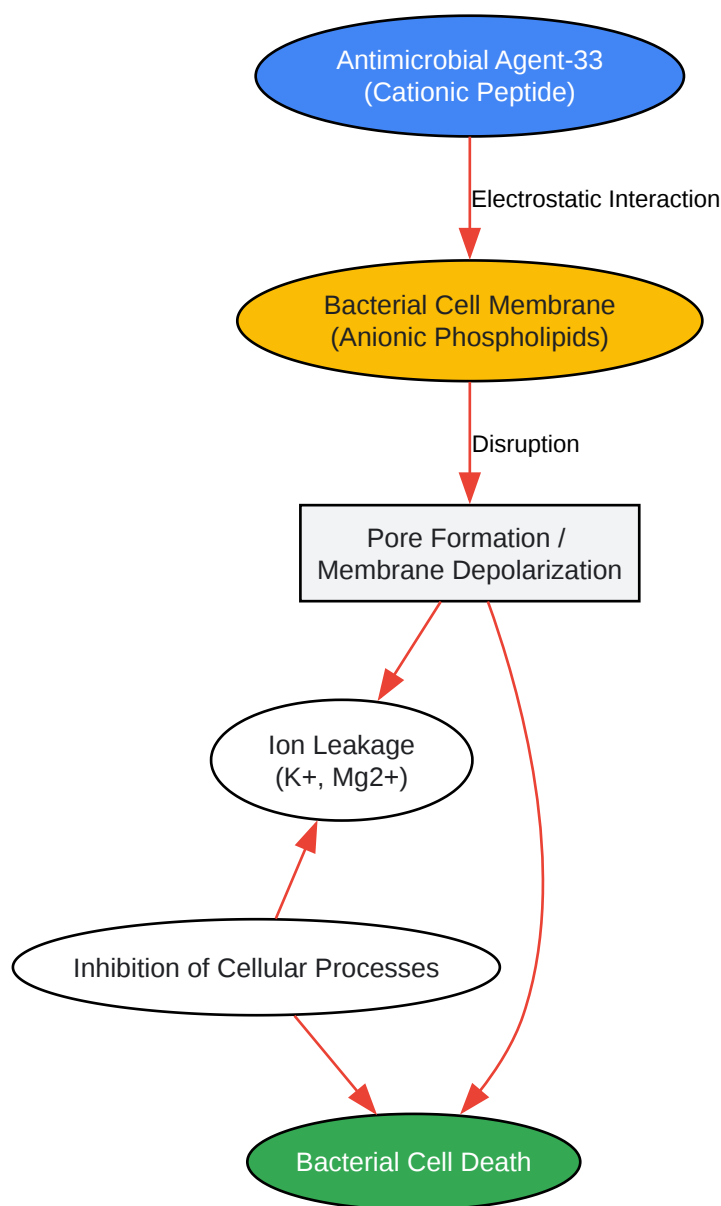 Antimicrobial Agent-33
(Cationic Peptide)
Electrostatic Interaction
Bacterial Cell Membrane
(Anionic Phospholipids)
Disruption
Pore Formation /
Membrane Depolarization
Ion Leakage
(K+, Mg2+)
Inhibition of Cellular Processes
Bacterial Cell Death